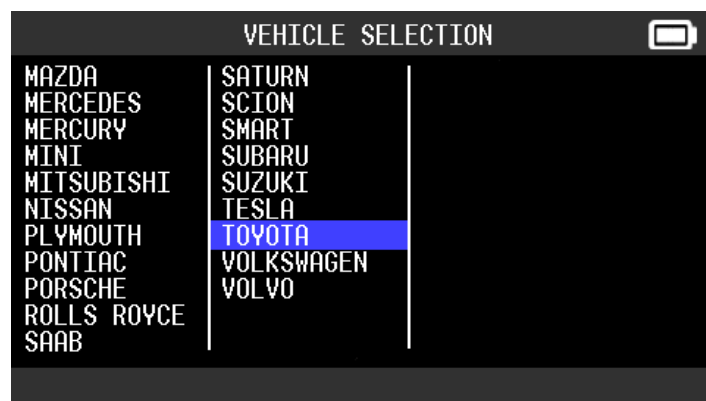 VEHICLE SELECTION
MAZDA
MERCEDES
MERCURY
MINI
MITSUBISHI
NISSAN
PLYMOUTH
PONTIAC
PORSCHE
ROLLS ROYCE
SAAB
SATURN
SCION
SMART
SUBARU
SUZUKI
TESLA
TOYOTA
VOLKSWAGEN
VOLVO